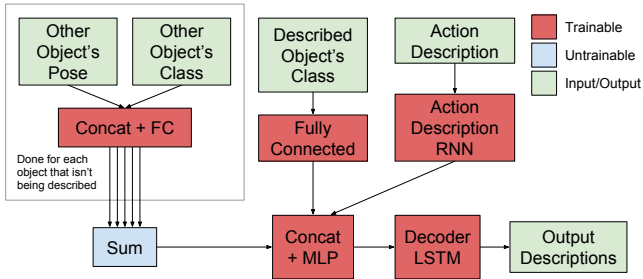 Other
Object's
Pose
Other
Object's
Class
Described
Object's
Class
Action
Description
Trainable
Untrainable
Input/Output
Concat + FC
Fully
Connected
Action
Description
RNN
Done for each
object that isn't
being described
Sum
Concat
+ MLP
Decoder
LSTM
Output
Descriptions